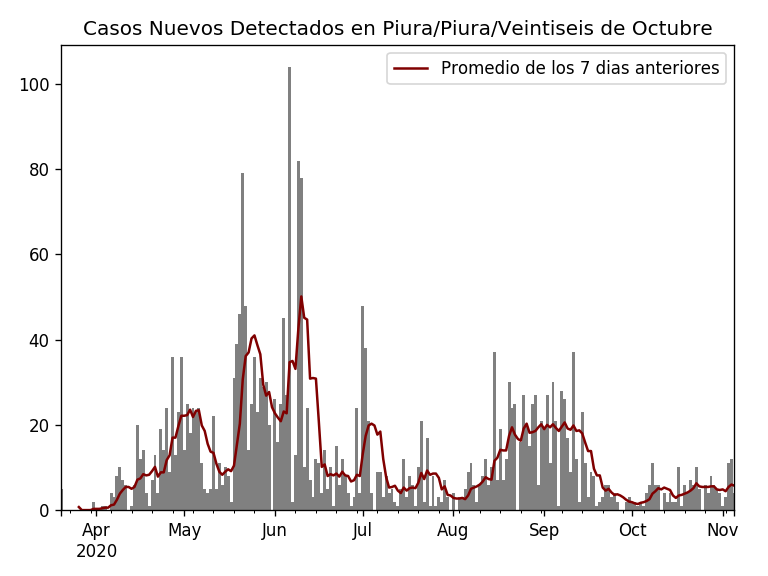 Casos Nuevos Detectados en Piura/Piura/Veintiseis de Octubre
Promedio de los 7 dias anteriores
100
80
60
40
20
0
Apr May Jun Jul Aug Sep Oct Nov
2020